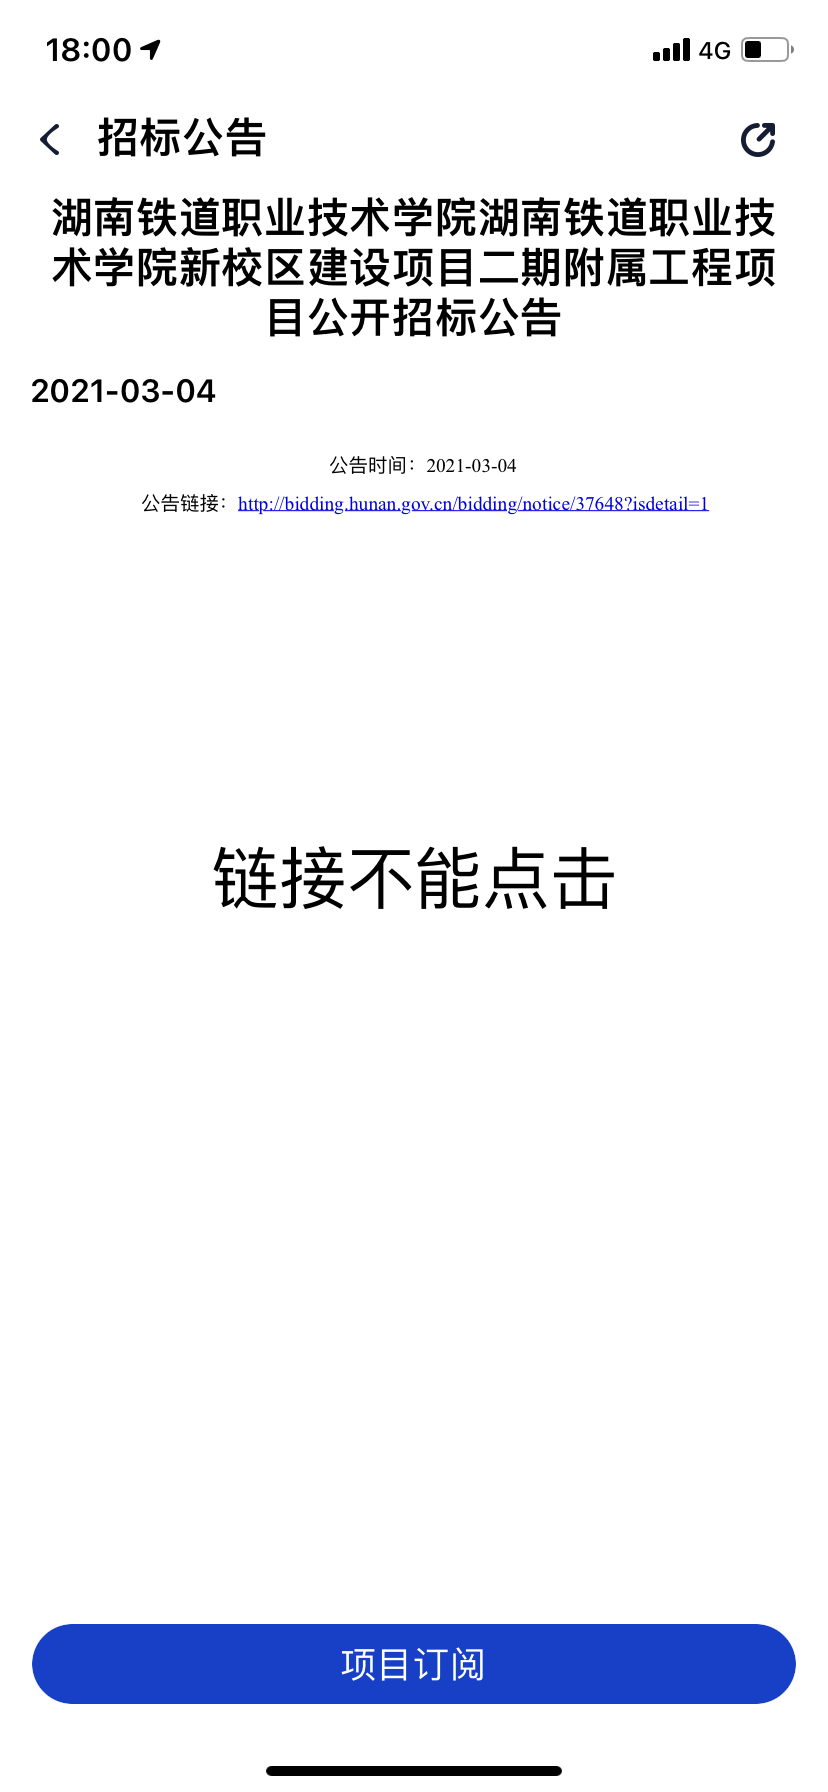 18:00
4G
招标公告
湖南铁道职业技术学院湖南铁道职业技
术学院新校区建设项目二期附属工程项
目公开招标公告
2021-03-04
公告时间：2021-03-04
公告链接：http://bidding.hunan.gov.cn/bidding/notice/37648?isdetail=1
链接不能点击
项目订阅